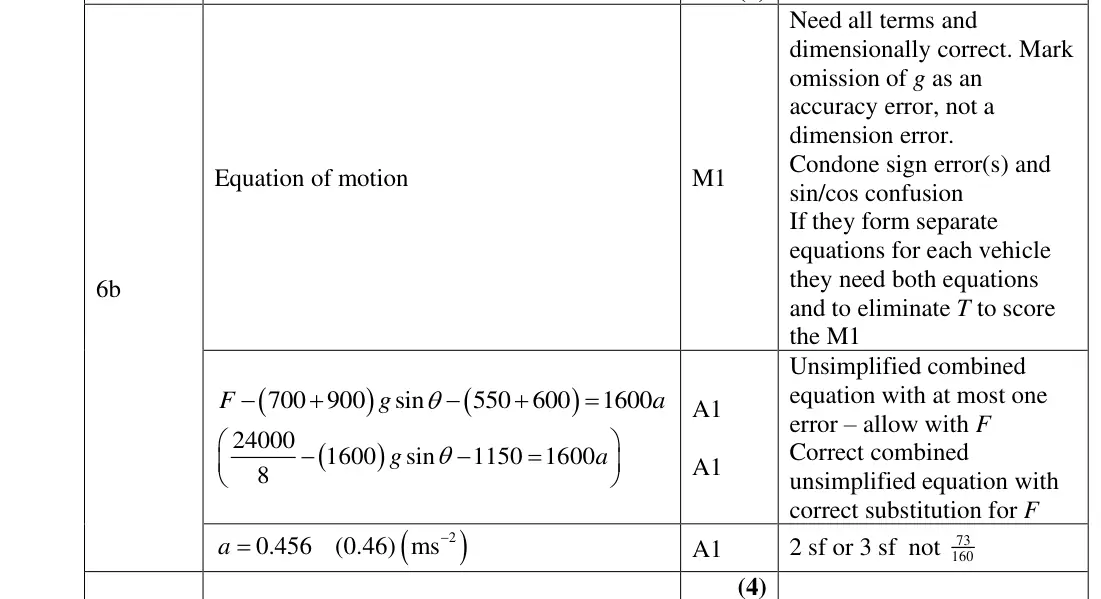 Need all terms and
dimensionally correct. Mark
omission of g as an
accuracy error, not a
dimension error.
Condone sign error(s) and
sin/cos confusion
If they form separate
equations for each vehicle
they need both equations
and to eliminate T to score
the M1
Equation of motion
M1
6b
F − (700 + 900) g sin θ − (550 + 600) = 1600a
(24000/8 − (1600) g sin θ − 1150 = 1600a)
A1
A1
Unsimplified combined
equation with at most one
error – allow with F
Correct combined
unsimplified equation with
correct substitution for F
a = 0.456 (0.46) (ms⁻²)
A1
2 sf or 3 sf not 73/160
(4)